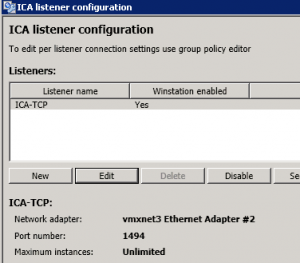 ICA listener configuration
ICA listener configuration
To edit per listener connection settings use group policy editor
Listeners:
Listener name Winstation enabled
ICA-TCP Yes
New Edit Delete Disable Se
ICA-TCP:
Network adapter: vmxnet3 Ethernet Adapter #2
Port number: 1494
Maximum instances: Unlimited